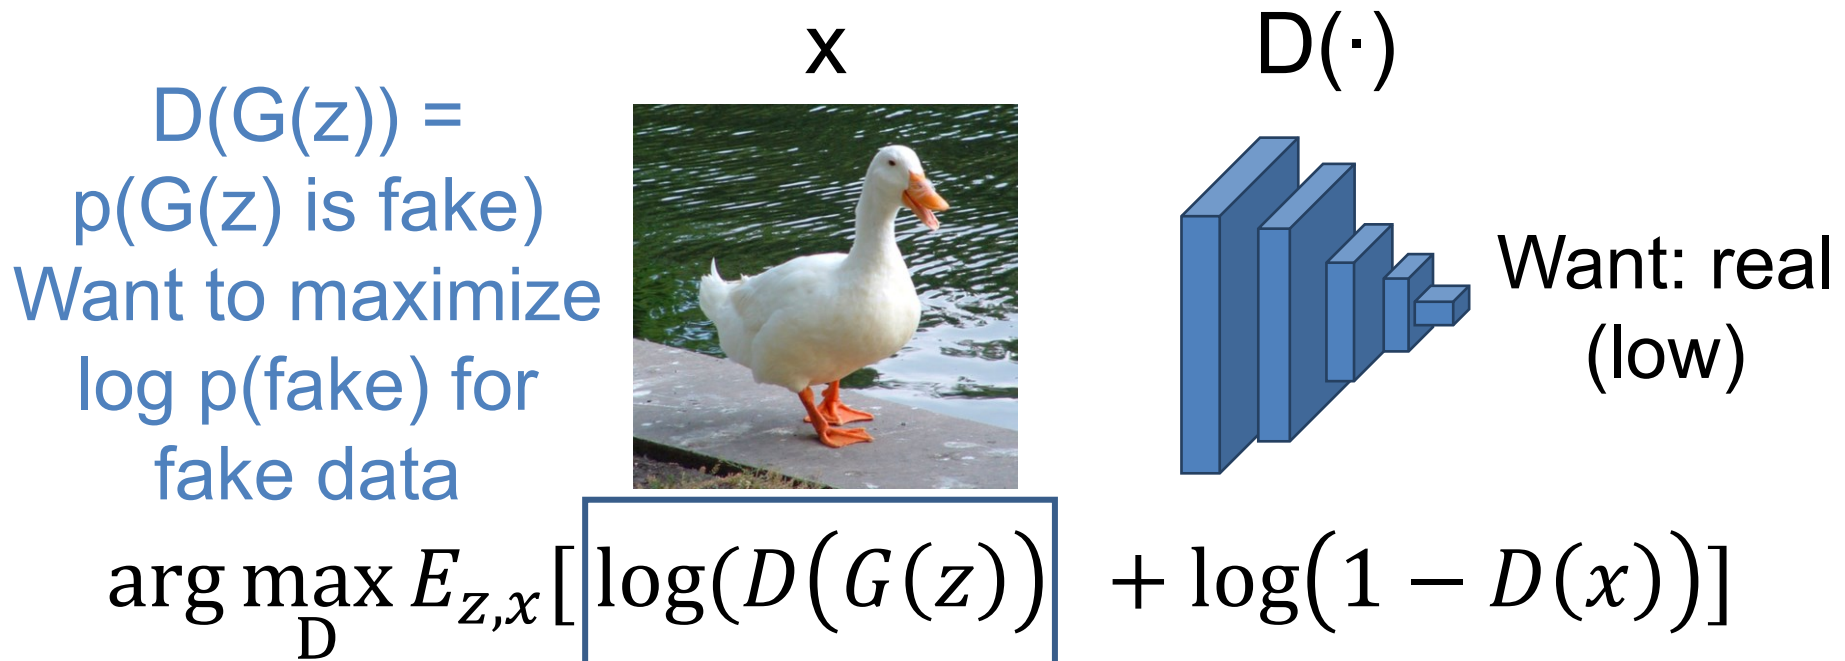 D(G(z)) =
p(G(z) is fake)
Want to maximize
log p(fake) for
fake data
x
D(·)
Want: real
(low)
arg max E_{z,x}[ log(D(G(z)) + log(1 − D(x))]
D